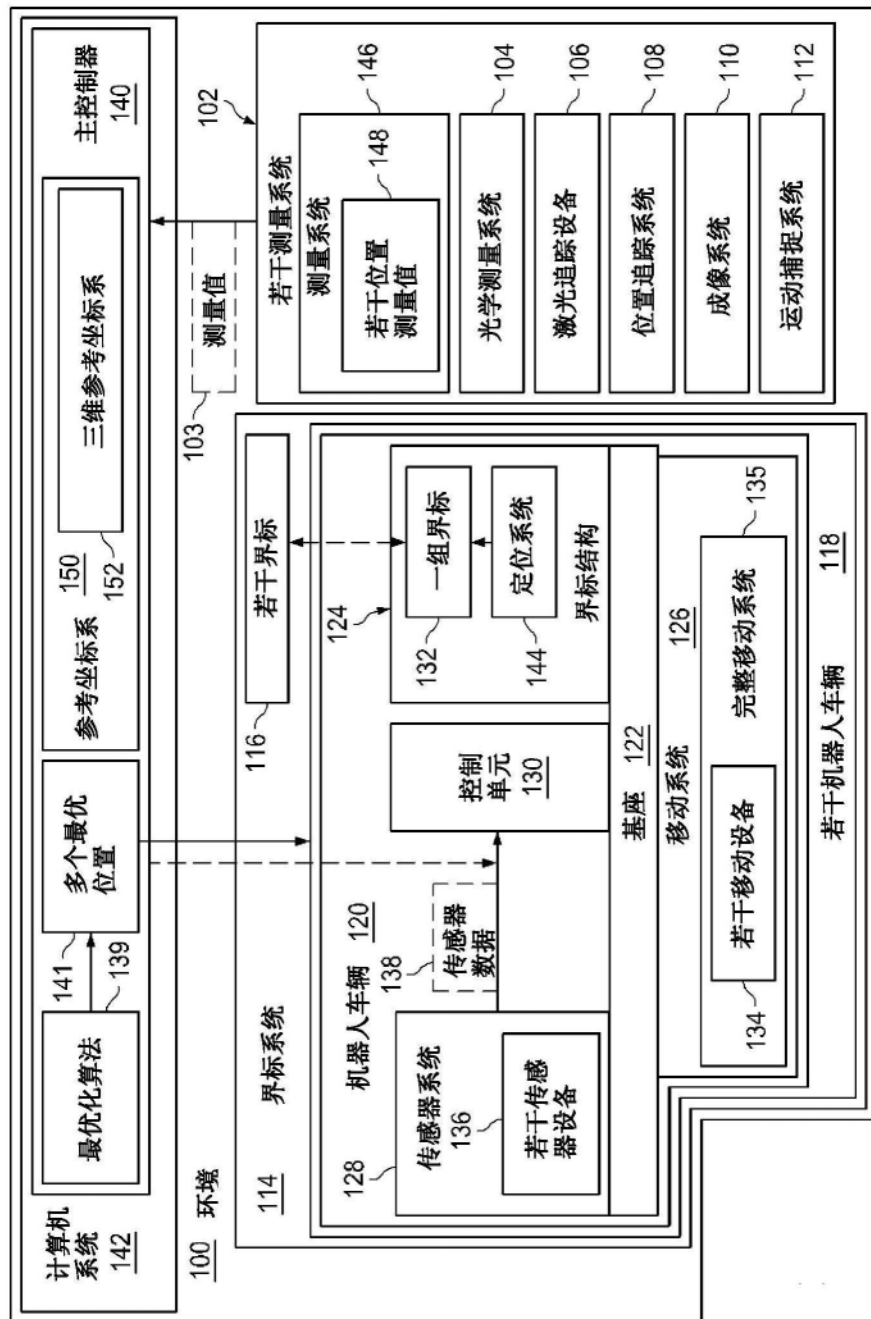 计算机
系统
142
主控制器
140
最优化算法
139
141
多个最优
位置
参考坐标系
150
152
三维参考坐标系
100
环境
103
测量值
102
若干测量系统
测量系统
146
若干位置
测量值
148
光学测量系统
104
激光追踪设备
106
位置追踪系统
108
成像系统
110
运动捕捉系统
112
114
界标系统
116
若干界标
机器人车辆
120
128
传感器系统
136
若干传感
器设备
138
传感器
数据
控制
单元
130
124
一组界标
132
定位系统
144
界标结构
基座
122
移动系统
126
若干移动设备
134
完整移动系统
135
若干机器人车辆
118